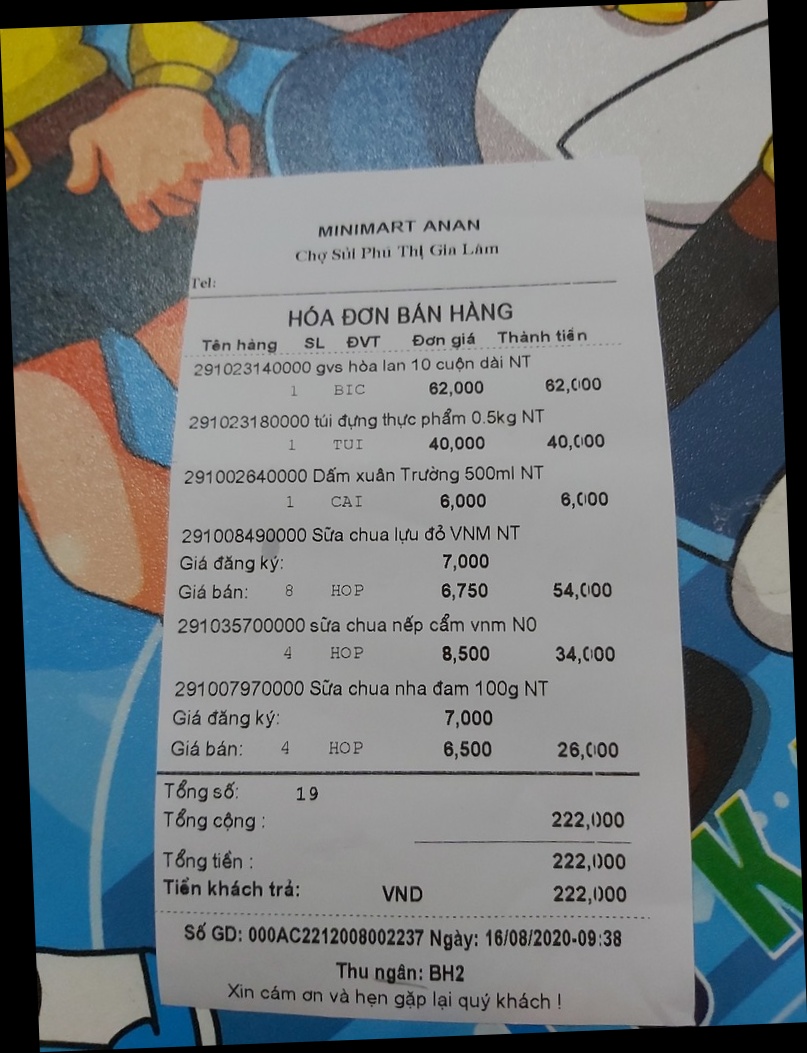 MINIMART ANAN
Chợ Sủi Phú Thị Gia Lâm
Tel:
HÓA ĐƠN BÁN HÀNG
Tên hàng SL ĐVT Đơn giá Thành tiền
291023140000 gvs hòa lan 10 cuộn dài NT
1 BIC 62,000 62,000
291023180000 túi đựng thực phẩm 0.5kg NT
1 TUI 40,000 40,000
291002640000 Dấm xuân Trường 500ml NT
1 CAI 6,000 6,000
291008490000 Sữa chua lựu đỏ VNM NT
Giá đăng ký: 7,000
Giá bán: 8 HOP 6,750 54,000
291035700000 sữa chua nếp cẩm vnm N0
4 HOP 8,500 34,000
291007970000 Sữa chua nha đam 100g NT
Giá đăng ký: 7,000
Giá bán: 4 HOP 6,500 26,000
Tổng số: 19
Tổng cộng : 222,000
Tổng tiền : 222,000
Tiền khách trả: VND 222,000
Số GD: 000AC2212008002237 Ngày: 16/08/2020-09:38
Thu ngân: BH2
Xin cám ơn và hẹn gặp lại quý khách !
K